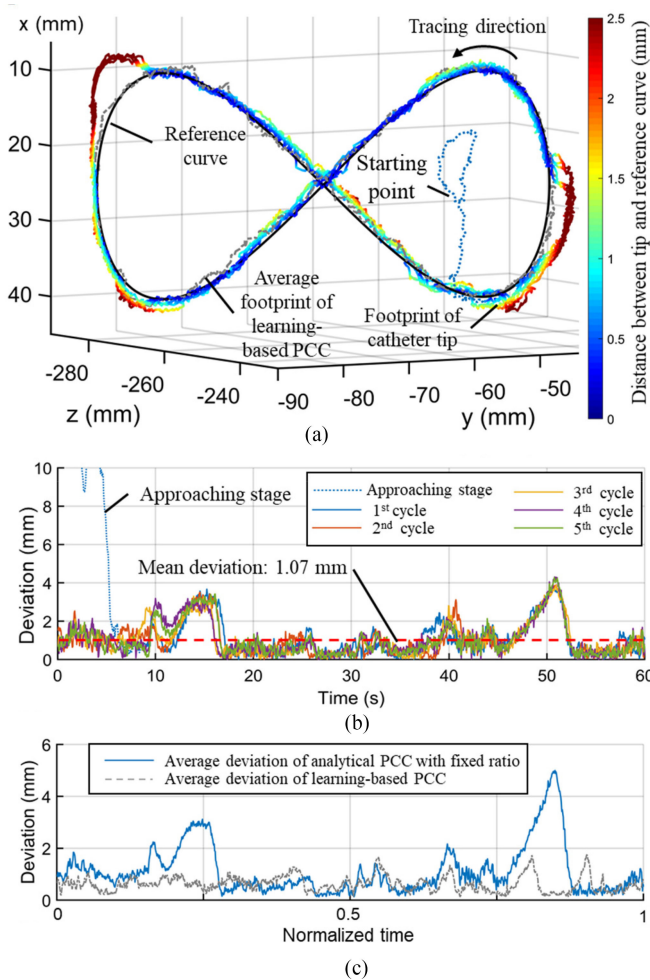 x (mm)
Tracing direction
10
20
30
40
Reference
curve
Starting
point
Average
footprint of
learning-
based PCC
Footprint of
catheter tip
-280
-260
-240
-90
-80
-70
-60
-50
z (mm)
y (mm)
2.5
2
1.5
1
0.5
0
Distance between tip and reference curve (mm)
(a)
10
8
6
4
2
0
Deviation (mm)
Approaching stage
Approaching stage
1st cycle
2nd cycle
3rd cycle
4th cycle
5th cycle
Mean deviation: 1.07 mm
0
10
20
30
40
50
60
Time (s)
(b)
6
4
2
0
Deviation (mm)
Average deviation of analytical PCC with fixed ratio
Average deviation of learning-based PCC
0
0.5
1
Normalized time
(c)